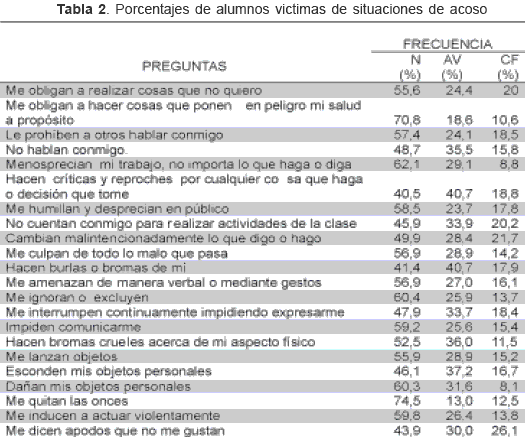 Tabla 2. Porcentajes de alumnos victimas de situaciones de acoso
FRECUENCIA
PREGUNTAS N AV CF
(%) (%) (%)
Me obligan a realizar cosas que no quiero 55,6 24,4 20
Me obligan a hacer cosas que ponen en peligro mi salud
a propósito 70,8 18,6 10,6
Le prohiben a otros hablar conmigo 57,4 24,1 18,5
No hablan conmigo. 48,7 35,5 15,8
Menosprecian mi trabajo, no importa lo que haga o diga 62,1 29,1 8,8
Hacen críticas y reproches por cualquier co sa que haga
o decisión que tome 40,5 40,7 18,8
Me humillan y desprecian en público 58,5 23,7 17,8
No cuentan conmigo para realizar actividades de la clase 45,9 33,9 20,2
Cambian malintencionadamente lo que digo o hago 49,9 28,4 21,7
Me culpan de todo lo malo que pasa 56,9 28,9 14,2
Hacen burlas o bromas de mi 41,4 40,7 17,9
Me amenazan de manera verbal o mediante gestos 56,9 27,0 16,1
Me ignoran o excluyen 60,4 25,9 13,7
Me interrumpen continuamente impidiendo expresarme 47,9 33,7 18,4
Impiden comunicarme 59,2 25,6 15,4
Hacen bromas crueles acerca de mi aspecto físico 52,5 36,0 11,5
Me lanzan objetos 55,9 28,9 15,2
Esconden mis objetos personales 46,1 37,2 16,7
Dañan mis objetos personales 60,3 31,6 8,1
Me quitan las onces 74,5 13,0 12,5
Me inducen a actuar violentamente 59,8 26,4 13,8
Me dicen apodos que no me gustan 43,9 30,0 26,1